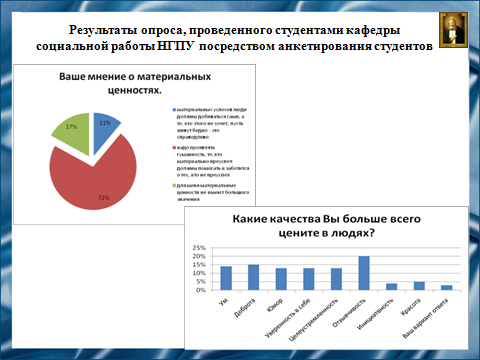 Результаты опроса, проведенного студентами кафедры
социальной работы НГПУ посредством анкетирования студентов
Ваше мнение о материальных
ценностях.
17%
11%
72%
материальных успехов люди
должны добиваться сами, а
те, кто этого не хочет, пусть
живут бедно - это
справедливо
надо проявлять
гуманность, те, кто
материально преуспел
должны помогать и заботится
о тех, кто не преуспел
для меня материальные
ценности не имеют большого
значения
Какие качества Вы больше всего
цените в людях?
25%
20%
15%
10%
5%
0%
Ум
Доброта
Юмор
Уверенность в себе
Целеустремленность
Отзывчивость
Инициативность
Красота
Ваш вариант ответа